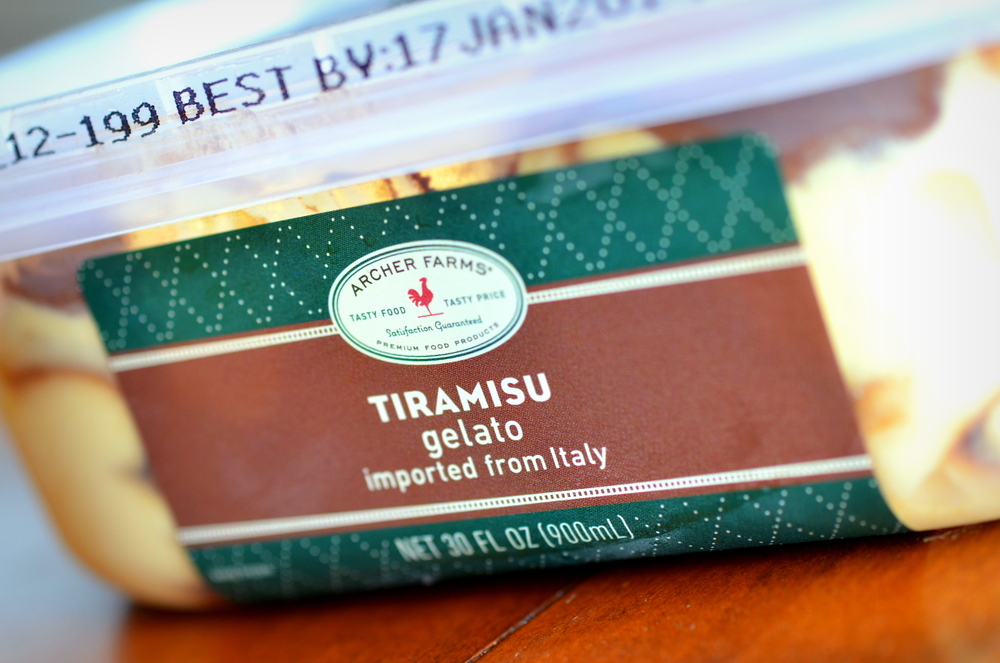 12-199 BEST BY:17 JAN
ARCHER FARMS®
TASTY FOOD TASTY PRICE
Satisfaction Guaranteed
PREMIUM FOOD PRODUCTS
TIRAMISU
gelato
imported from Italy
NET 30 FL OZ (900mL)